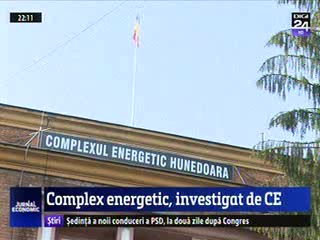 22:11
DIGI
24
HD
COMPLEXUL ENERGETIC HUNEDOARA
JURNAL
ECONOMIC
Complex energetic, investigat de CE
Știri
Ședință a noii conduceri a PSD, la două zile după Congres